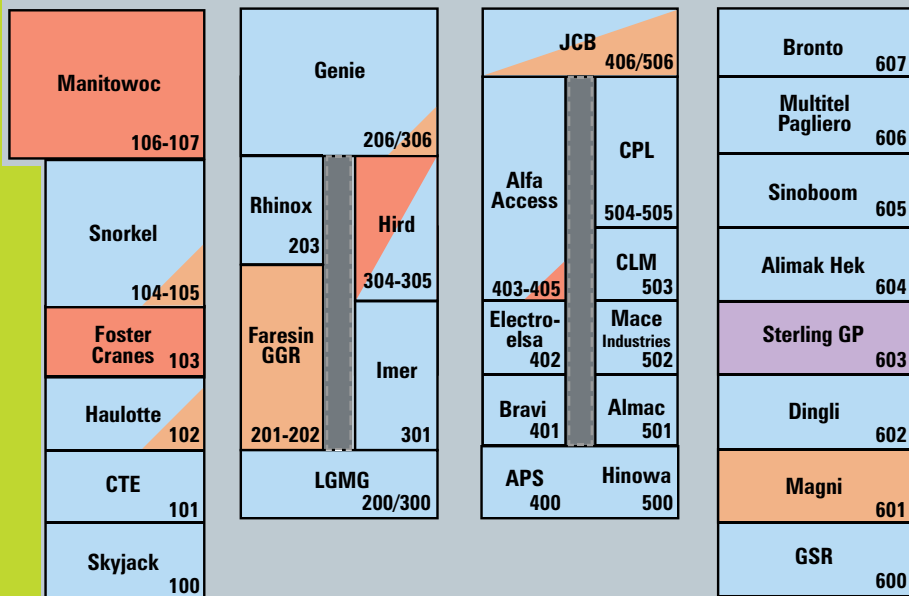 Manitowoc
106-107
Snorkel
104-105
Foster
Cranes
103
Haulotte
102
CTE
101
Skyjack
100
Genie
206/306
Rhinox
203
Hird
304-305
Faresin
GGR
201-202
Imer
301
LGMG
200/300
JCB
406/506
Alfa
Access
403-405
CPL
504-505
CLM
503
Electro-
elsa
402
Mace
Industries
502
Bravi
401
Almac
501
APS
400
Hinowa
500
Bronto
607
Multitel
Pagliero
606
Sinoboom
605
Alimak Hek
604
Sterling GP
603
Dingli
602
Magni
601
GSR
600